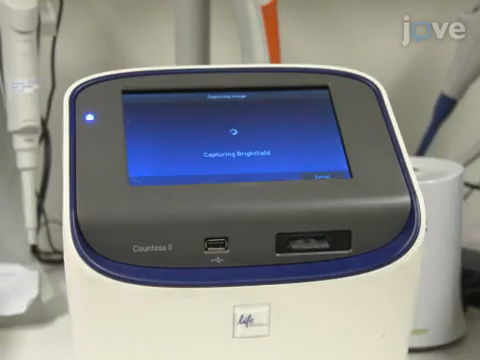 jove
Capturing Image
Capturing Brightfield
Cancel
Countess II
life